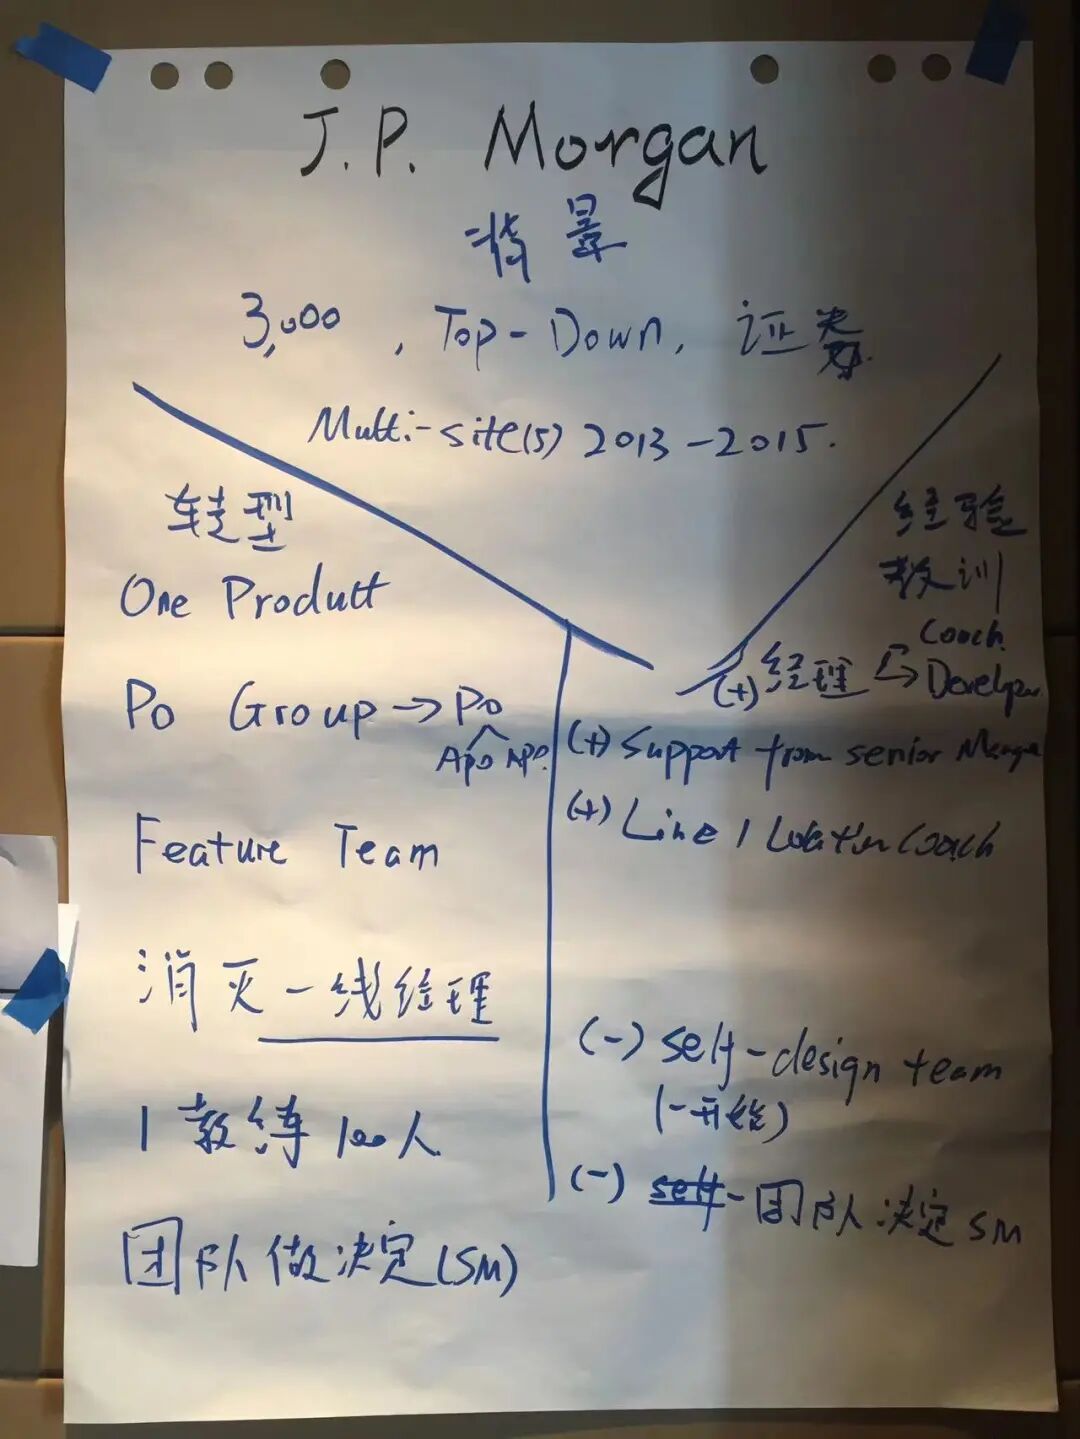 J.P. Morgan
背景
3,000, Top-Down, 证券
Multi-site(5) 2013-2015.
转型
One Product
Po Group → Po
Apo Apo
Feature Team
消灭一线经理
1 教练 100人
团队做决定(SM)
经验
教训
(+) 经理 → Coach
Developer
(+) Support from senior
(+) Line / Coach
(-) self-design team
(一开始)
(-) self-团队决定SM